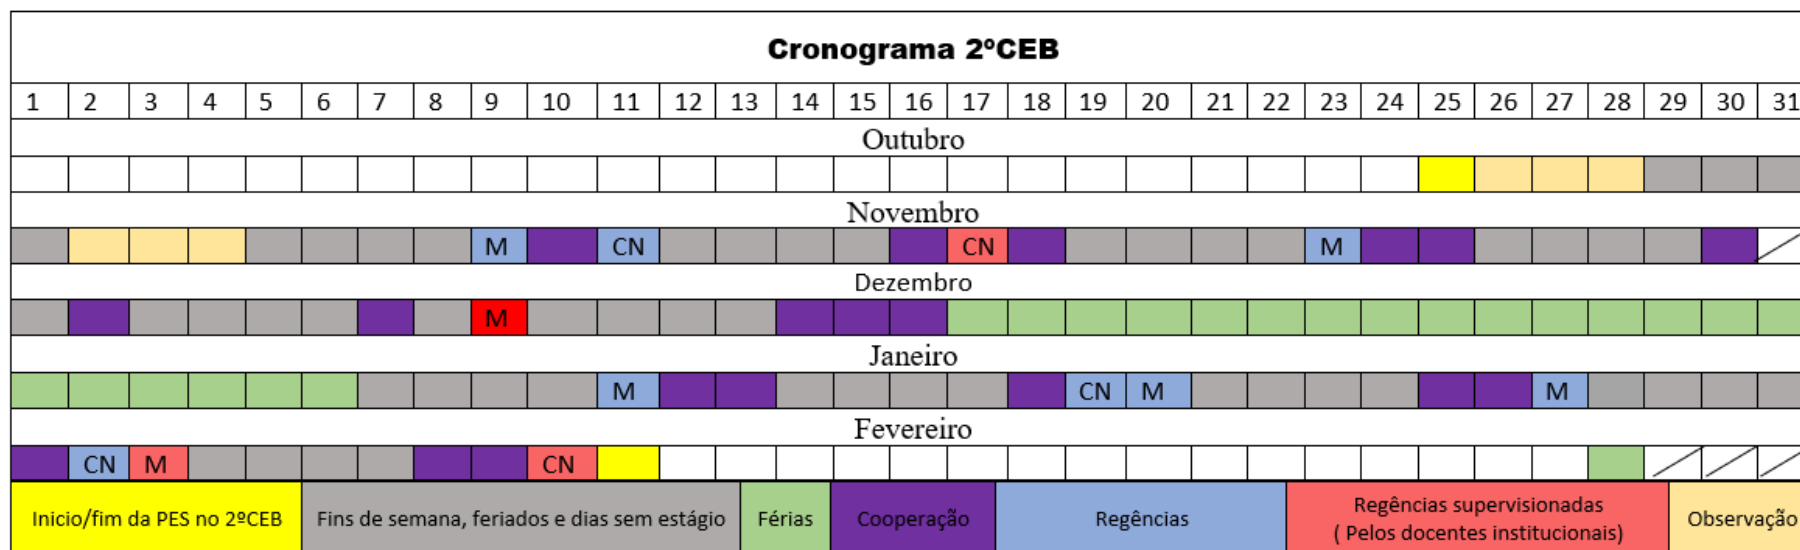 Cronograma 2ºCEB
1 2 3 4 5 6 7 8 9 10 11 12 13 14 15 16 17 18 19 20 21 22 23 24 25 26 27 28 29 30 31
Outubro
Novembro
M CN CN M
Dezembro
M
Janeiro
M CN M M
Fevereiro
CN M CN
Inicio/fim da PES no 2ºCEB Fins de semana, feriados e dias sem estágio Férias Cooperação Regências Regências supervisionadas Observação
( Pelos docentes institucionais)